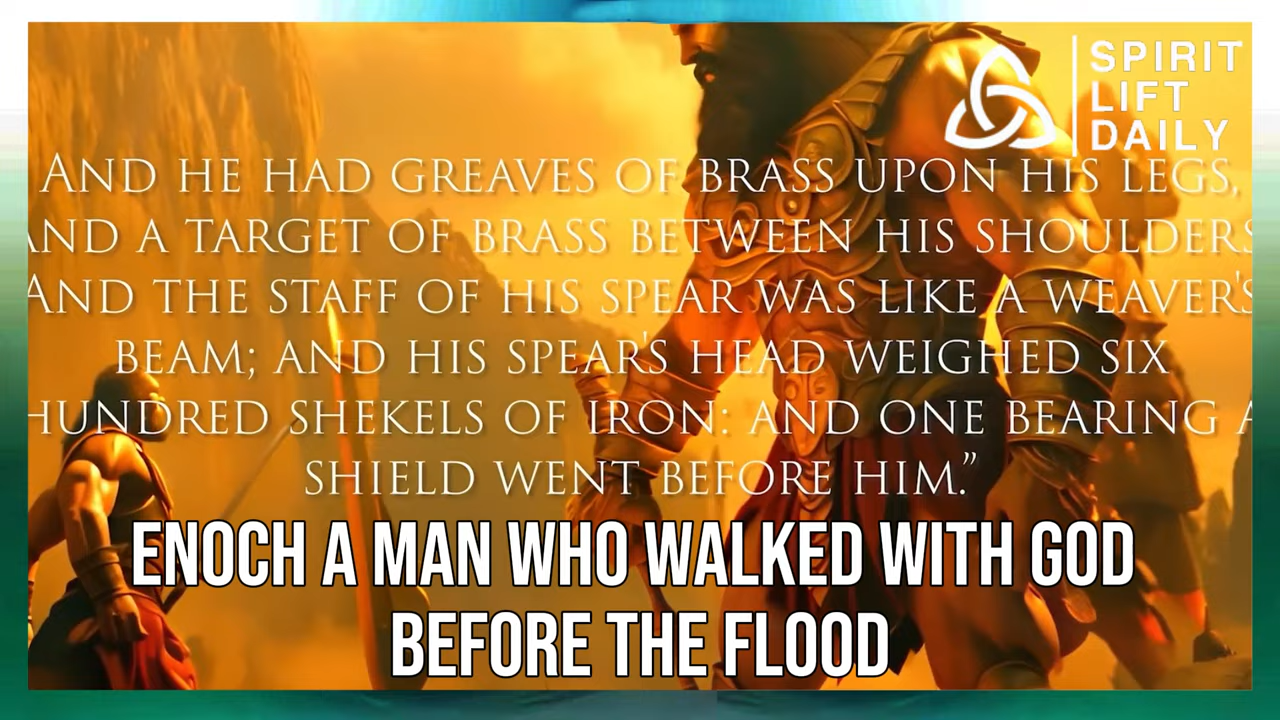 SPIRIT
LIFT
DAILY
AND HE HAD GREAVES OF BRASS UPON HIS LEGS,
AND A TARGET OF BRASS BETWEEN HIS SHOULDERS
AND THE STAFF OF HIS SPEAR WAS LIKE A WEAVER'S
BEAM; AND HIS SPEAR'S HEAD WEIGHED SIX
HUNDRED SHEKELS OF IRON: AND ONE BEARING A
SHIELD WENT BEFORE HIM.”
ENOCH A MAN WHO WALKED WITH GOD
BEFORE THE FLOOD